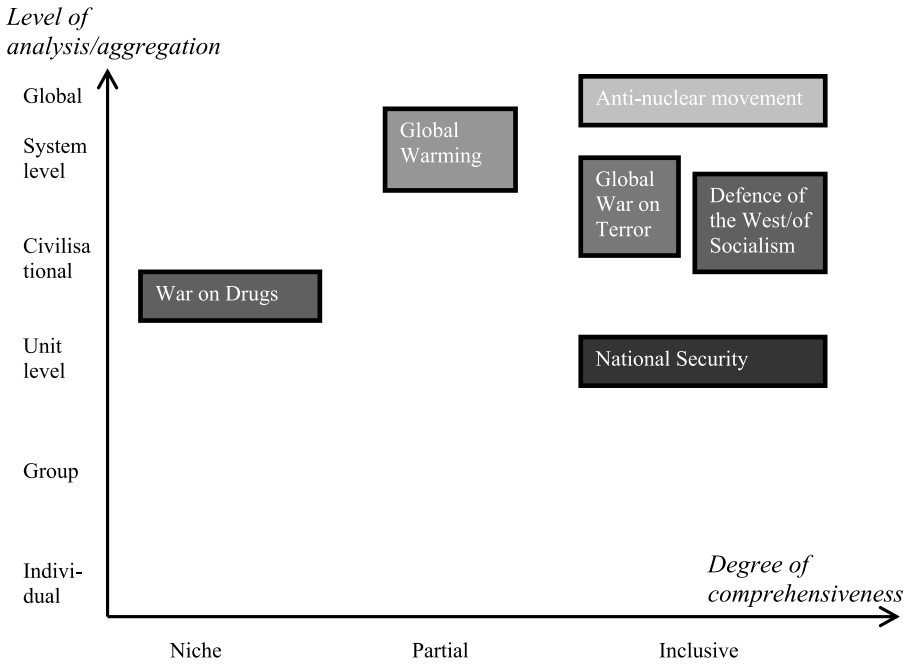 Level of
analysis/aggregation
Global
Anti-nuclear movement
System
level
Global
Warming
Global
War on
Terror
Defence of
the West/of
Socialism
Civilisa
tional
War on Drugs
Unit
level
National Security
Group
Individi-
dual
Degree of
comprehensiveness
Niche
Partial
Inclusive